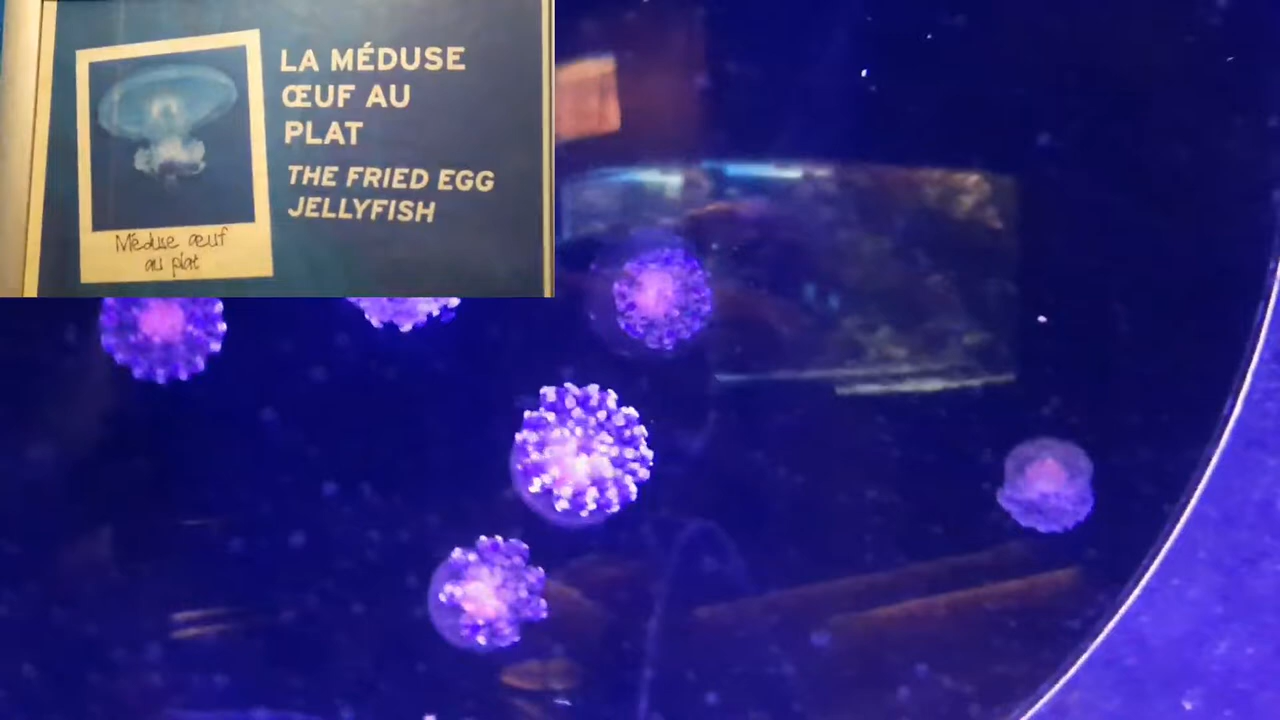 LA MÉDUSE
ŒUF AU
PLAT
THE FRIED EGG
JELLYFISH
Méduse œuf
au plat